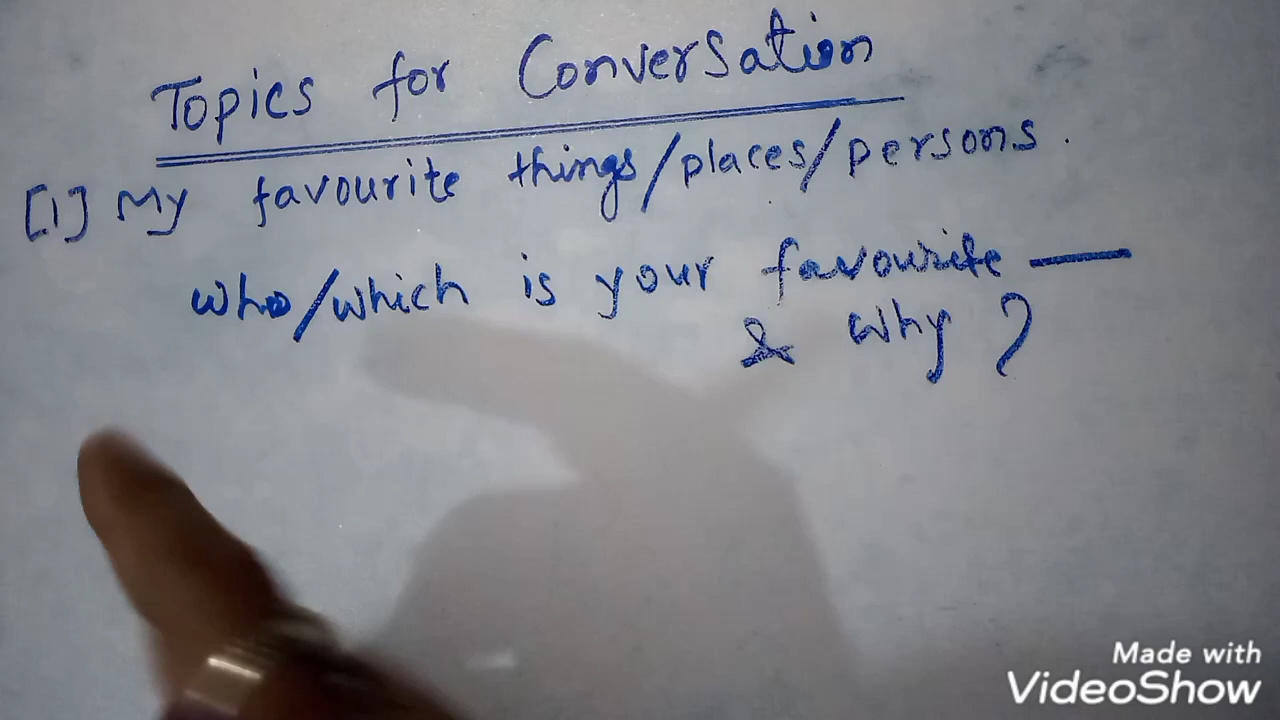 Topics for Conversation
[1] My favourite things/places/persons.
who/which is your favourite —
& why?
Made with
VideoShow